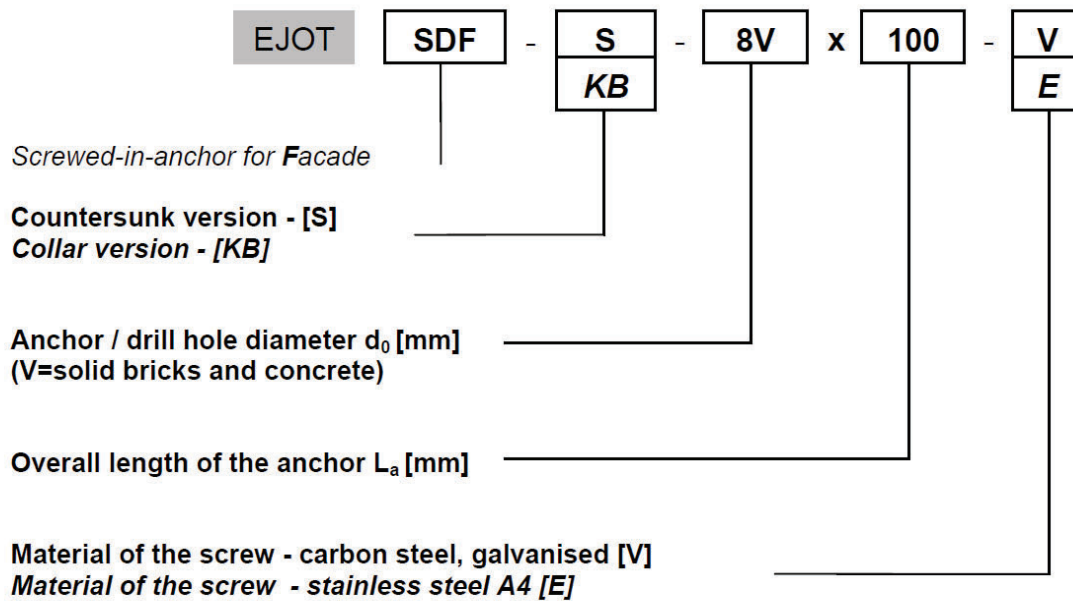 EJOT SDF - S - 8V x 100 - V
KB E
Screwed-in-anchor for Facade
Countersunk version - [S]
Collar version - [KB]
Anchor / drill hole diameter d₀ [mm]
(V=solid bricks and concrete)
Overall length of the anchor Lₐ [mm]
Material of the screw - carbon steel, galvanised [V]
Material of the screw - stainless steel A4 [E]